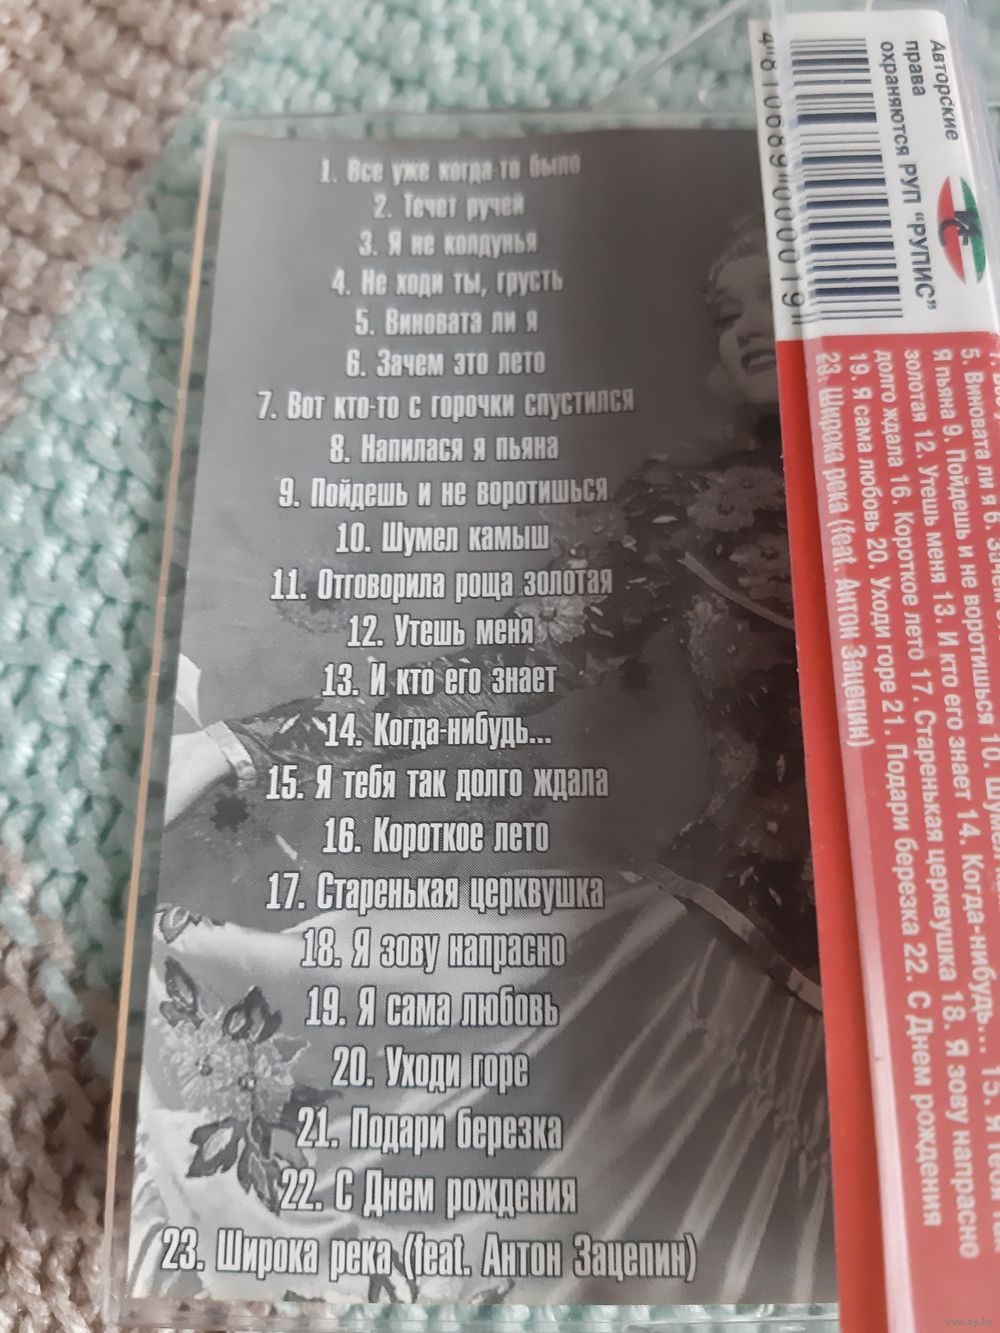 1. Все уже когда-то было
2. Течет ручей
3. Я не колдунья
4. Не ходи ты, грусть
5. Виновата ли я
6. Зачем это лето
7. Вот кто-то с горочки спустился
8. Напилася я пьяна
9. Пойдешь и не воротишься
10. Шумел камыш
11. Отговорила роща золотая
12. Утешь меня
13. И кто его знает
14. Когда-нибудь...
15. Я тебя так долго ждала
16. Короткое лето
17. Старенькая церквушка
18. Я зову напрасно
19. Я сама любовь
20. Уходи горе
21. Подари березка
22. С Днем рождения
23. Широка река (feat. Антон Зацепин)
Авторские
права
охраняются РУП “РУПИС”
4 810689 000019
5. Виновата ли я 6.
Я пьяна 9. Пойдешь и не воротишься 10.
золотая 12. Утешь меня 13. И кто его знает 14. Когда-нибудь... 15. Я
долго ждала 16. Короткое лето 17. Старенькая церквушка 18. Я зову напрасно
19. Я сама любовь 20. Уходи горе 21. Подари березка 22. С Днем рождения
23. Широка река (feat. Антон Зацепин)
www.ay.by